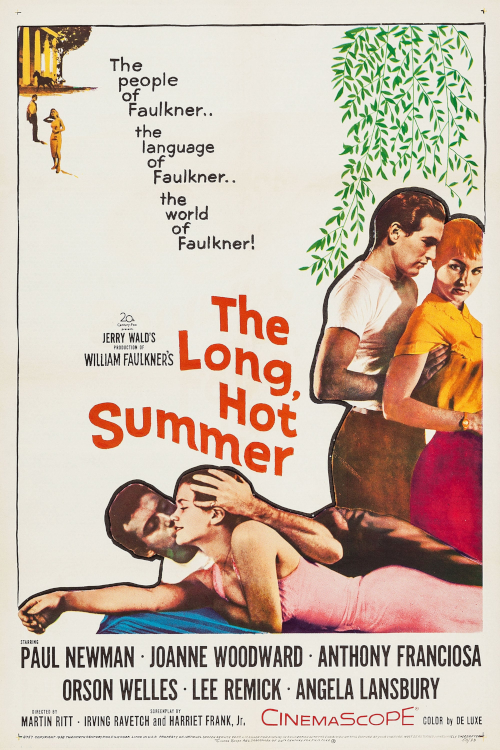 The
people
of
Faulkner..
the
language
of
Faulkner..
the
world
of
Faulkner!
20th
Century-Fox
presents
JERRY WALD'S
PRODUCTION OF
WILLIAM FAULKNER'S
The
Long,
Hot
Summer
STARRING
PAUL NEWMAN · JOANNE WOODWARD · ANTHONY FRANCIOSA
ORSON WELLES · LEE REMICK · ANGELA LANSBURY
DIRECTED BY
MARTIN RITT ·
SCREENPLAY BY
IRVING RAVETCH and HARRIET FRANK, Jr.
CINEMASCOPE
COLOR by DE LUXE